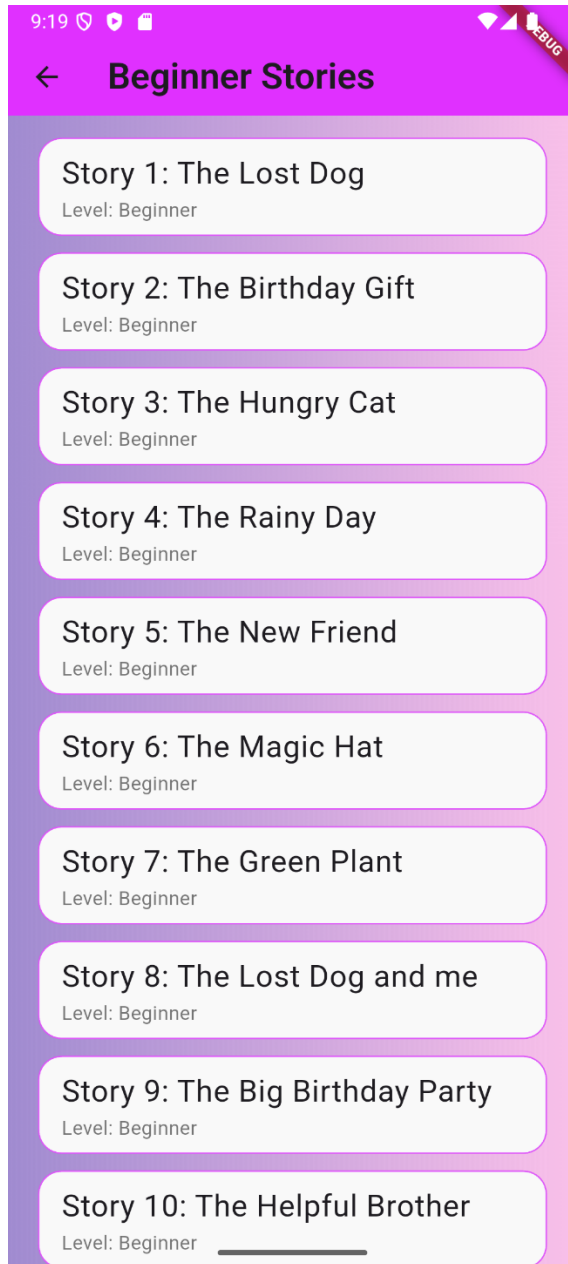 9:19
EBUG
Beginner Stories
Story 1: The Lost Dog
Level: Beginner
Story 2: The Birthday Gift
Level: Beginner
Story 3: The Hungry Cat
Level: Beginner
Story 4: The Rainy Day
Level: Beginner
Story 5: The New Friend
Level: Beginner
Story 6: The Magic Hat
Level: Beginner
Story 7: The Green Plant
Level: Beginner
Story 8: The Lost Dog and me
Level: Beginner
Story 9: The Big Birthday Party
Level: Beginner
Story 10: The Helpful Brother
Level: Beginner